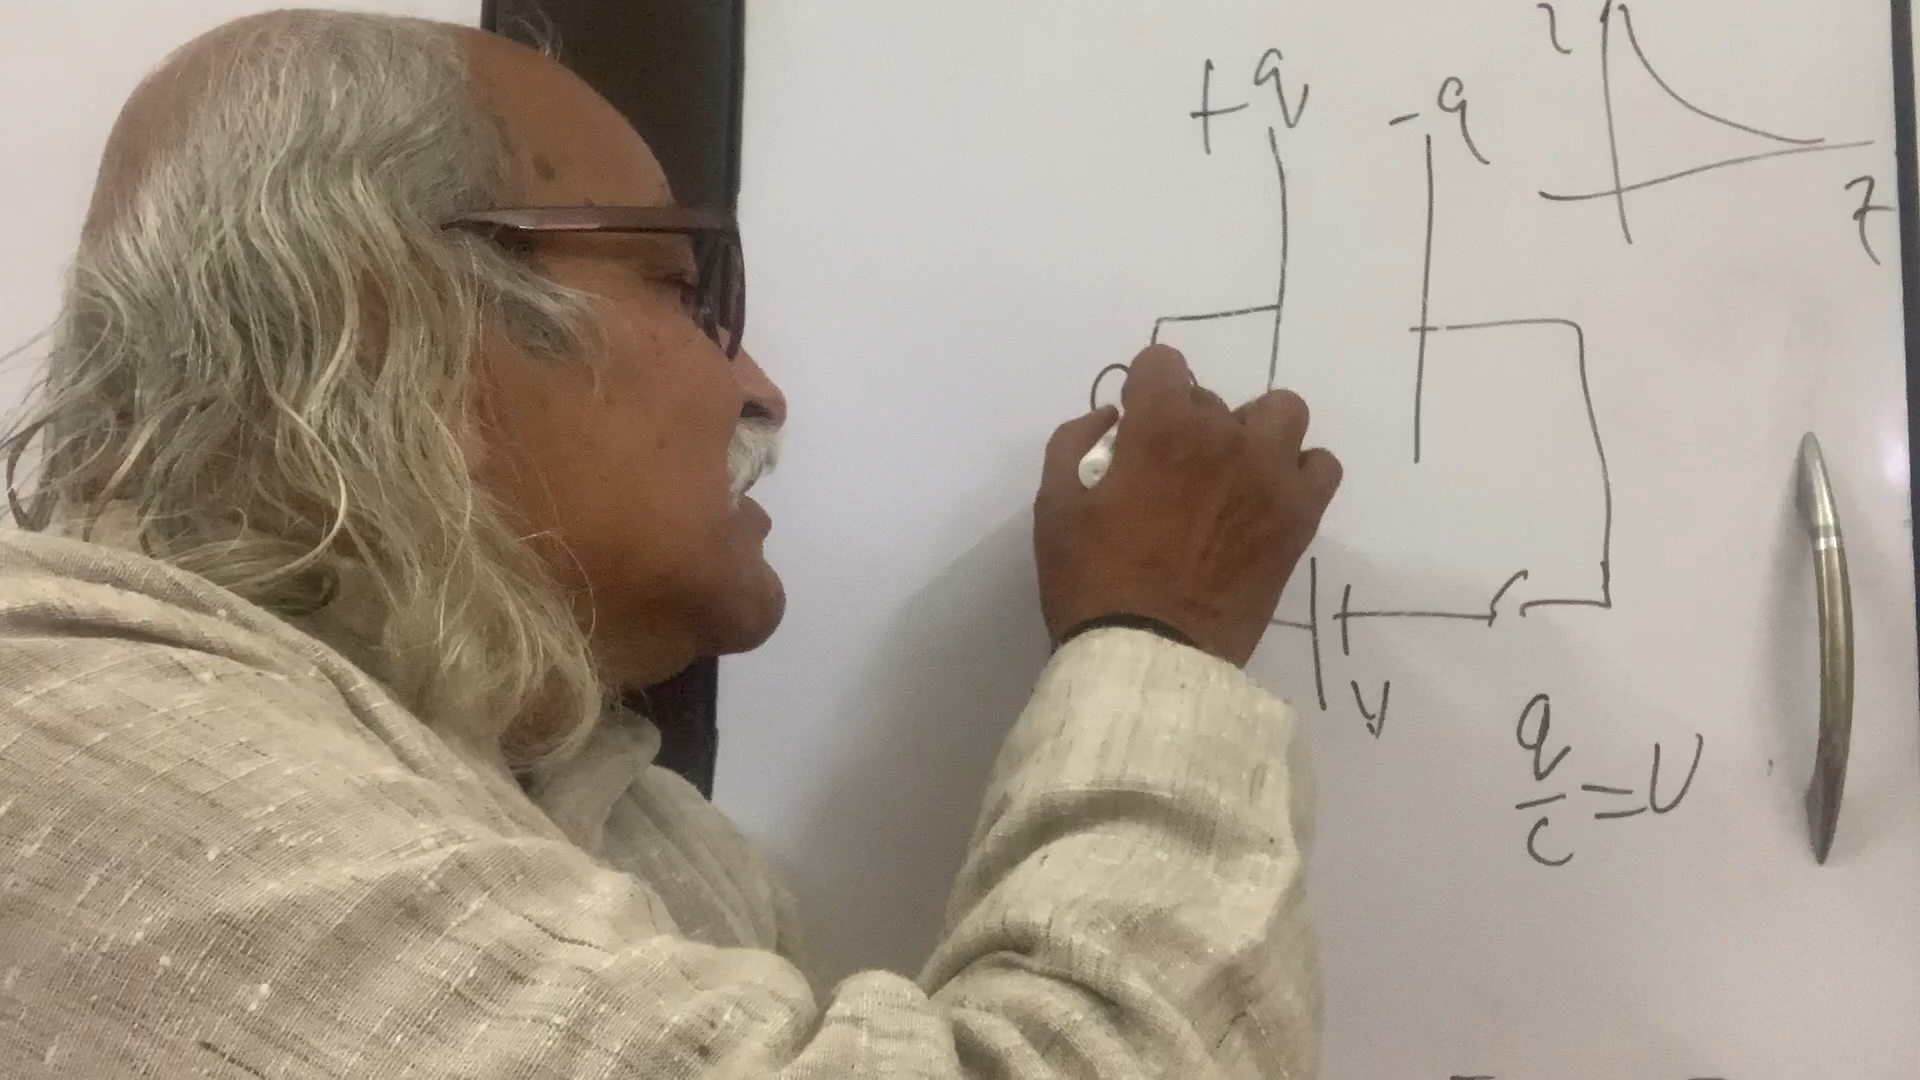 +q -q
i
t
V
q/c = V